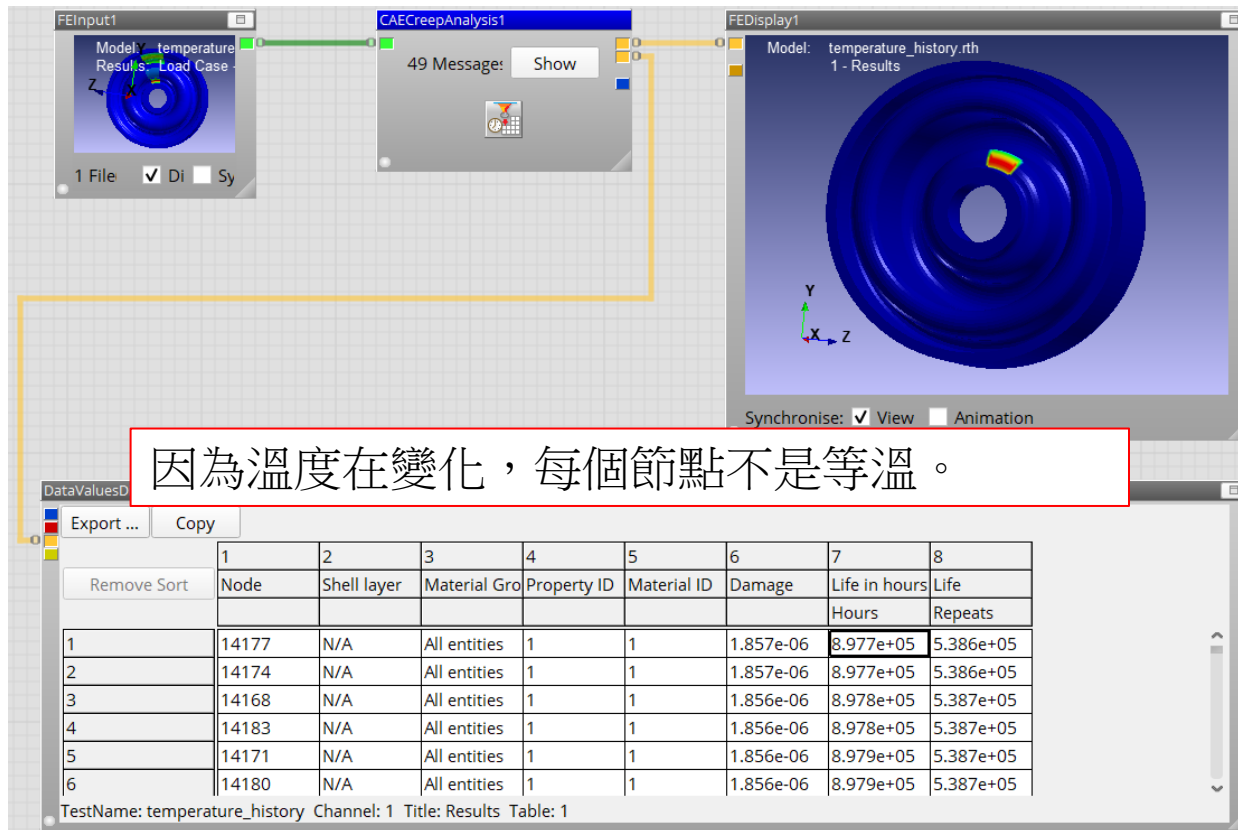 FEInput1
Model: temperature
Results: Load Case -
Y
Z
X
1 File
Di
Sy
CAECreepAnalysis1
49 Message:
Show
FEDisplay1
Model: temperature_history.rth
1 - Results
Y
X
Z
Synchronise: View Animation
因為溫度在變化，每個節點不是等溫。
DataValuesD
Export ... Copy
1 2 3 4 5 6 7 8
Remove Sort Node Shell layer Material Gro Property ID Material ID Damage Life in hours Life
Hours Repeats
1 14177 N/A All entities 1 1 1.857e-06 8.977e+05 5.386e+05
2 14174 N/A All entities 1 1 1.857e-06 8.977e+05 5.386e+05
3 14168 N/A All entities 1 1 1.856e-06 8.978e+05 5.387e+05
4 14183 N/A All entities 1 1 1.856e-06 8.978e+05 5.387e+05
5 14171 N/A All entities 1 1 1.856e-06 8.979e+05 5.387e+05
6 14180 N/A All entities 1 1 1.856e-06 8.979e+05 5.387e+05
TestName: temperature_history Channel: 1 Title: Results Table: 1